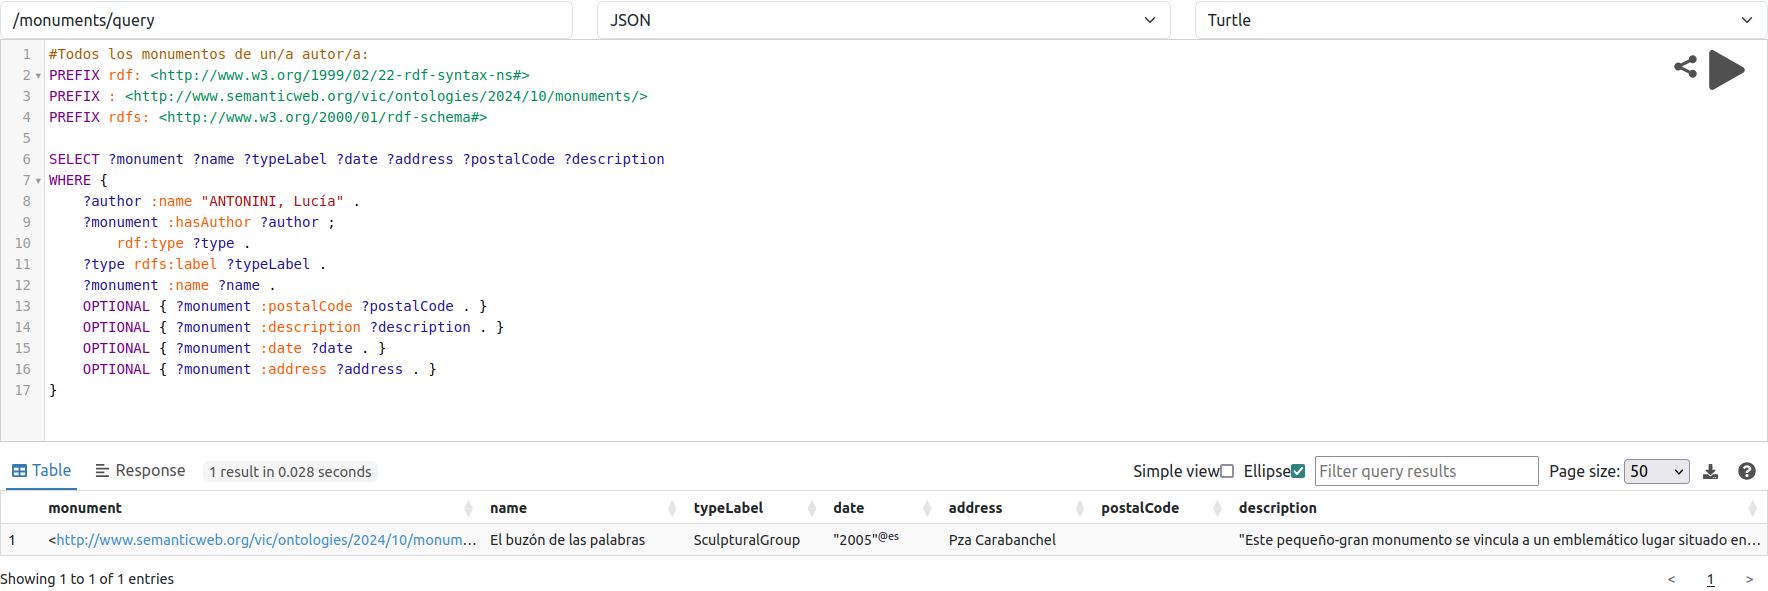 /monuments/query JSON Turtle
1 #Todos los monumentos de un/a autor/a:
2 PREFIX rdf: <http://www.w3.org/1999/02/22-rdf-syntax-ns#>
3 PREFIX : <http://www.semanticweb.org/vic/ontologies/2024/10/monuments/>
4 PREFIX rdfs: <http://www.w3.org/2000/01/rdf-schema#>
5
6 SELECT ?monument ?name ?typeLabel ?date ?address ?postalCode ?description
7 WHERE {
8     ?author :name "ANTONINI, Lucía" .
9     ?monument :hasAuthor ?author ;
10         rdf:type ?type .
11     ?type rdfs:label ?typeLabel .
12     ?monument :name ?name .
13     OPTIONAL { ?monument :postalCode ?postalCode . }
14     OPTIONAL { ?monument :description ?description . }
15     OPTIONAL { ?monument :date ?date . }
16     OPTIONAL { ?monument :address ?address . }
17 }
Table Response 1 result in 0.028 seconds Simple view Ellipse Filter query results Page size: 50
monument name typeLabel date address postalCode description
1 <http://www.semanticweb.org/vic/ontologies/2024/10/monum... El buzón de las palabras SculpturalGroup "2005"@es Pza Carabanchel "Este pequeño-gran monumento se vincula a un emblemático lugar situado en...
Showing 1 to 1 of 1 entries < 1 >